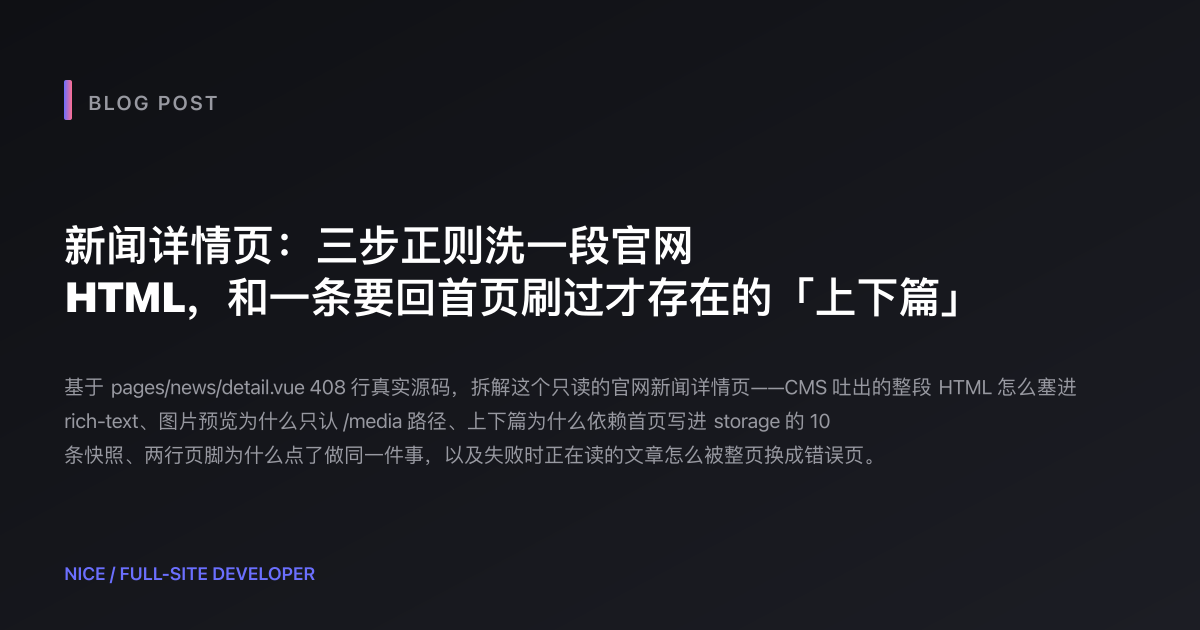 BLOG POST
新闻详情页：三步正则洗一段官网
HTML，和一条要回首页刷过才存在的「上下篇」
基于 pages/news/detail.vue 408 行真实源码，拆解这个只读的官网新闻详情页——CMS 吐出的整段 HTML 怎么塞进
rich-text、图片预览为什么只认 /media 路径、上下篇为什么依赖首页写进 storage 的 10
条快照、两行页脚为什么点了做同一件事，以及失败时正在读的文章怎么被整页换成错误页。
NICE / FULL-SITE DEVELOPER